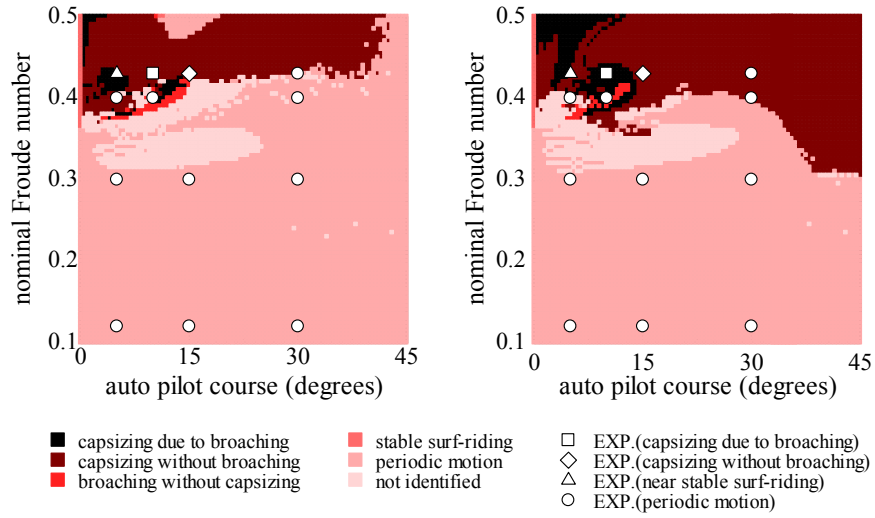 0.5
0.4
0.3
0.2
0.1
nominal Froude number
0
15
30
45
auto pilot course (degrees)
0.5
0.4
0.3
0.2
0.1
nominal Froude number
0
15
30
45
auto pilot course (degrees)
capsizing due to broaching
capsizing without broaching
broaching without capsizing
stable surf-riding
periodic motion
not identified
EXP.(capsizing due to broaching)
EXP.(capsizing without broaching)
EXP.(near stable surf-riding)
EXP.(periodic motion)